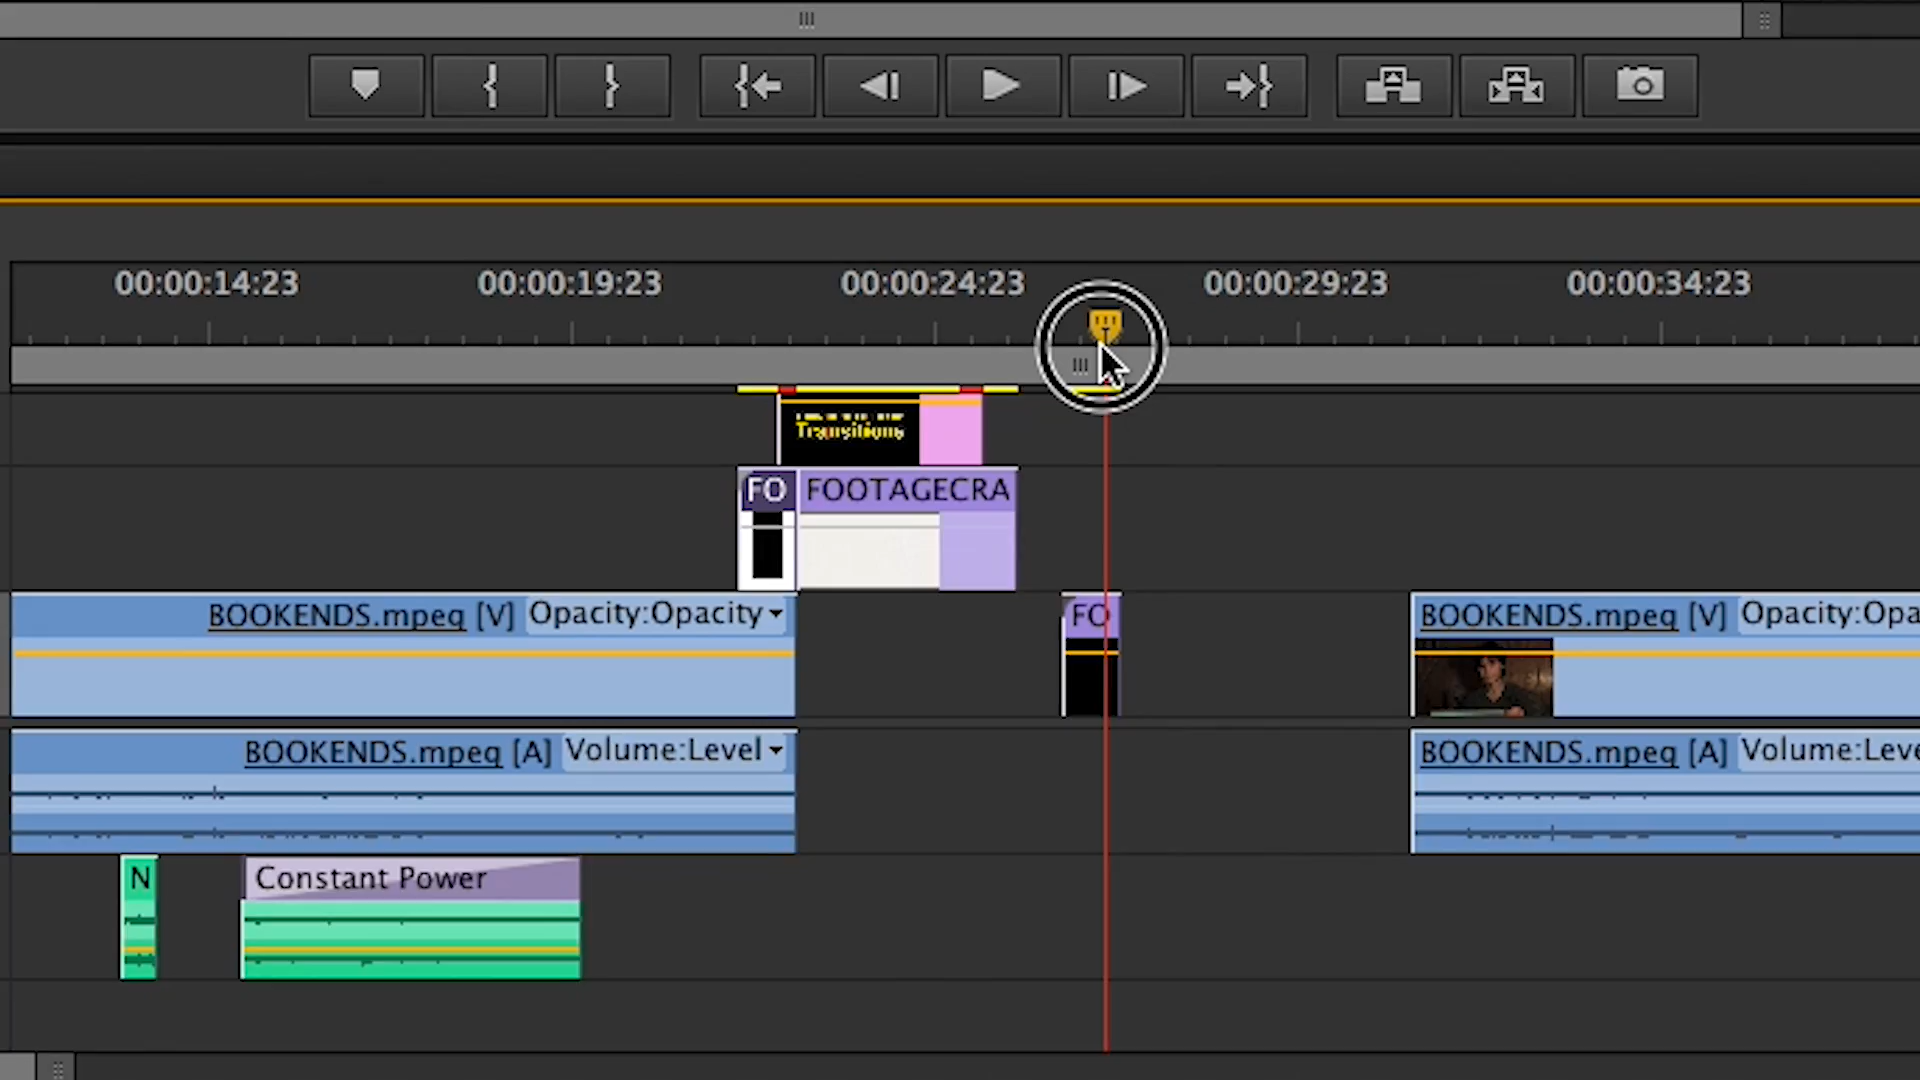 00:00:14:23 00:00:19:23 00:00:24:23 00:00:29:23 00:00:34:23
Transitions
FO FOOTAGECRA
BOOKENDS.mpeg [V] Opacity:Opacity FO BOOKENDS.mpeg [V] Opacity:Opa
BOOKENDS.mpeg [A] Volume:Level BOOKENDS.mpeg [A] Volume:Leve
N Constant Power